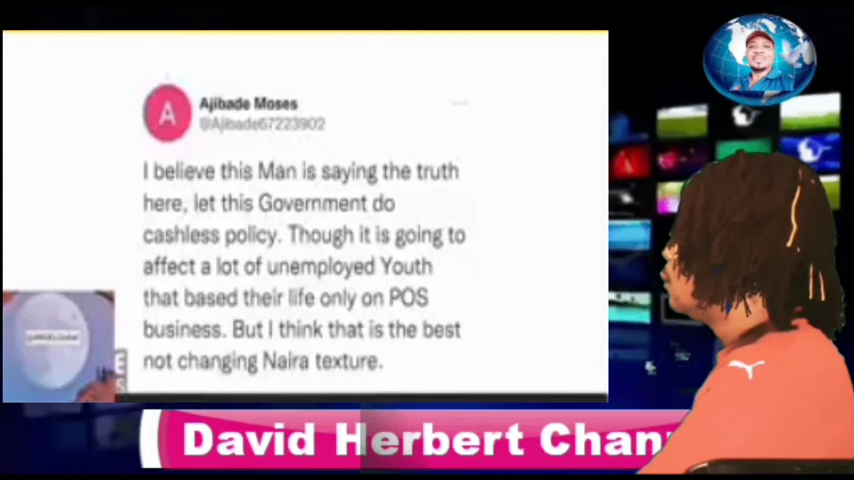 Ajibade Moses
@Ajibade67223902
I believe this Man is saying the truth
here, let this Government do
cashless policy. Though it is going to
affect a lot of unemployed Youth
that based their life only on POS
business. But I think that is the best
not changing Naira texture.
David Herbert Chan